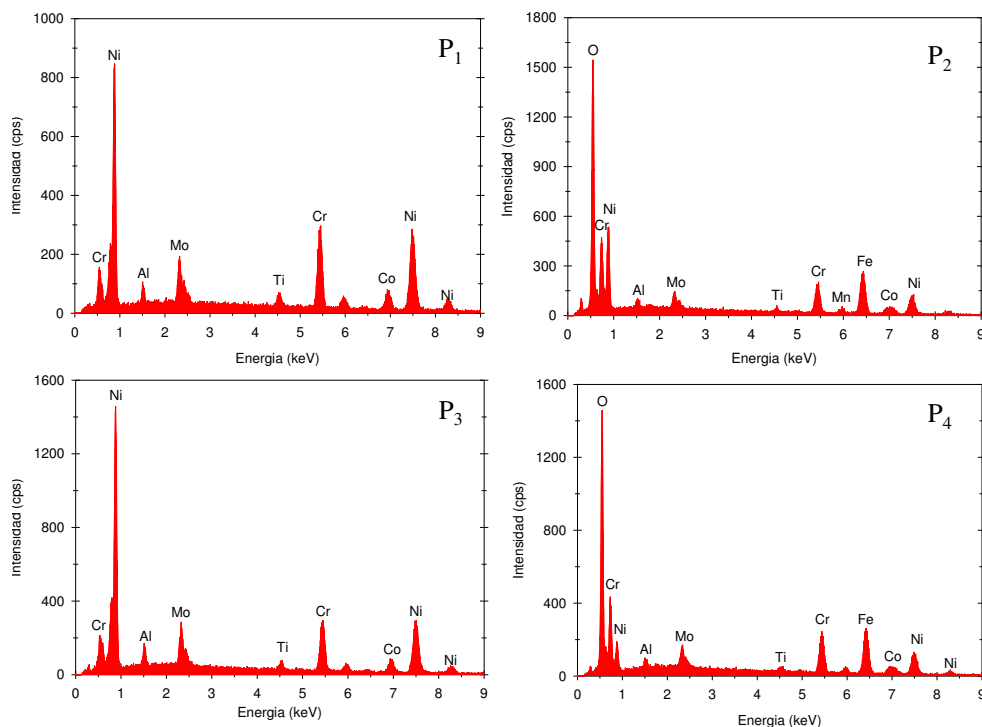 P1
Intensidad (cps)
1000
800
600
400
200
0
Ni
Cr
Al
Mo
Ti
Cr
Co
Ni
Ni
0 1 2 3 4 5 6 7 8 9
Energia (keV)
P2
Intensidad (cps)
1800
1500
1200
900
600
300
0
O
Ni
Cr
Al
Mo
Ti
Cr
Mn
Fe
Co
Ni
0 1 2 3 4 5 6 7 8 9
Energia (keV)
P3
Intensidad (cps)
1600
1200
800
400
0
Ni
Cr
Al
Mo
Ti
Cr
Co
Ni
Ni
0 1 2 3 4 5 6 7 8 9
Energia (keV)
P4
Intensidad (cps)
1600
1200
800
400
0
O
Cr
Ni
Al
Mo
Ti
Cr
Fe
Co
Ni
Ni
0 1 2 3 4 5 6 7 8 9
Energia (keV)